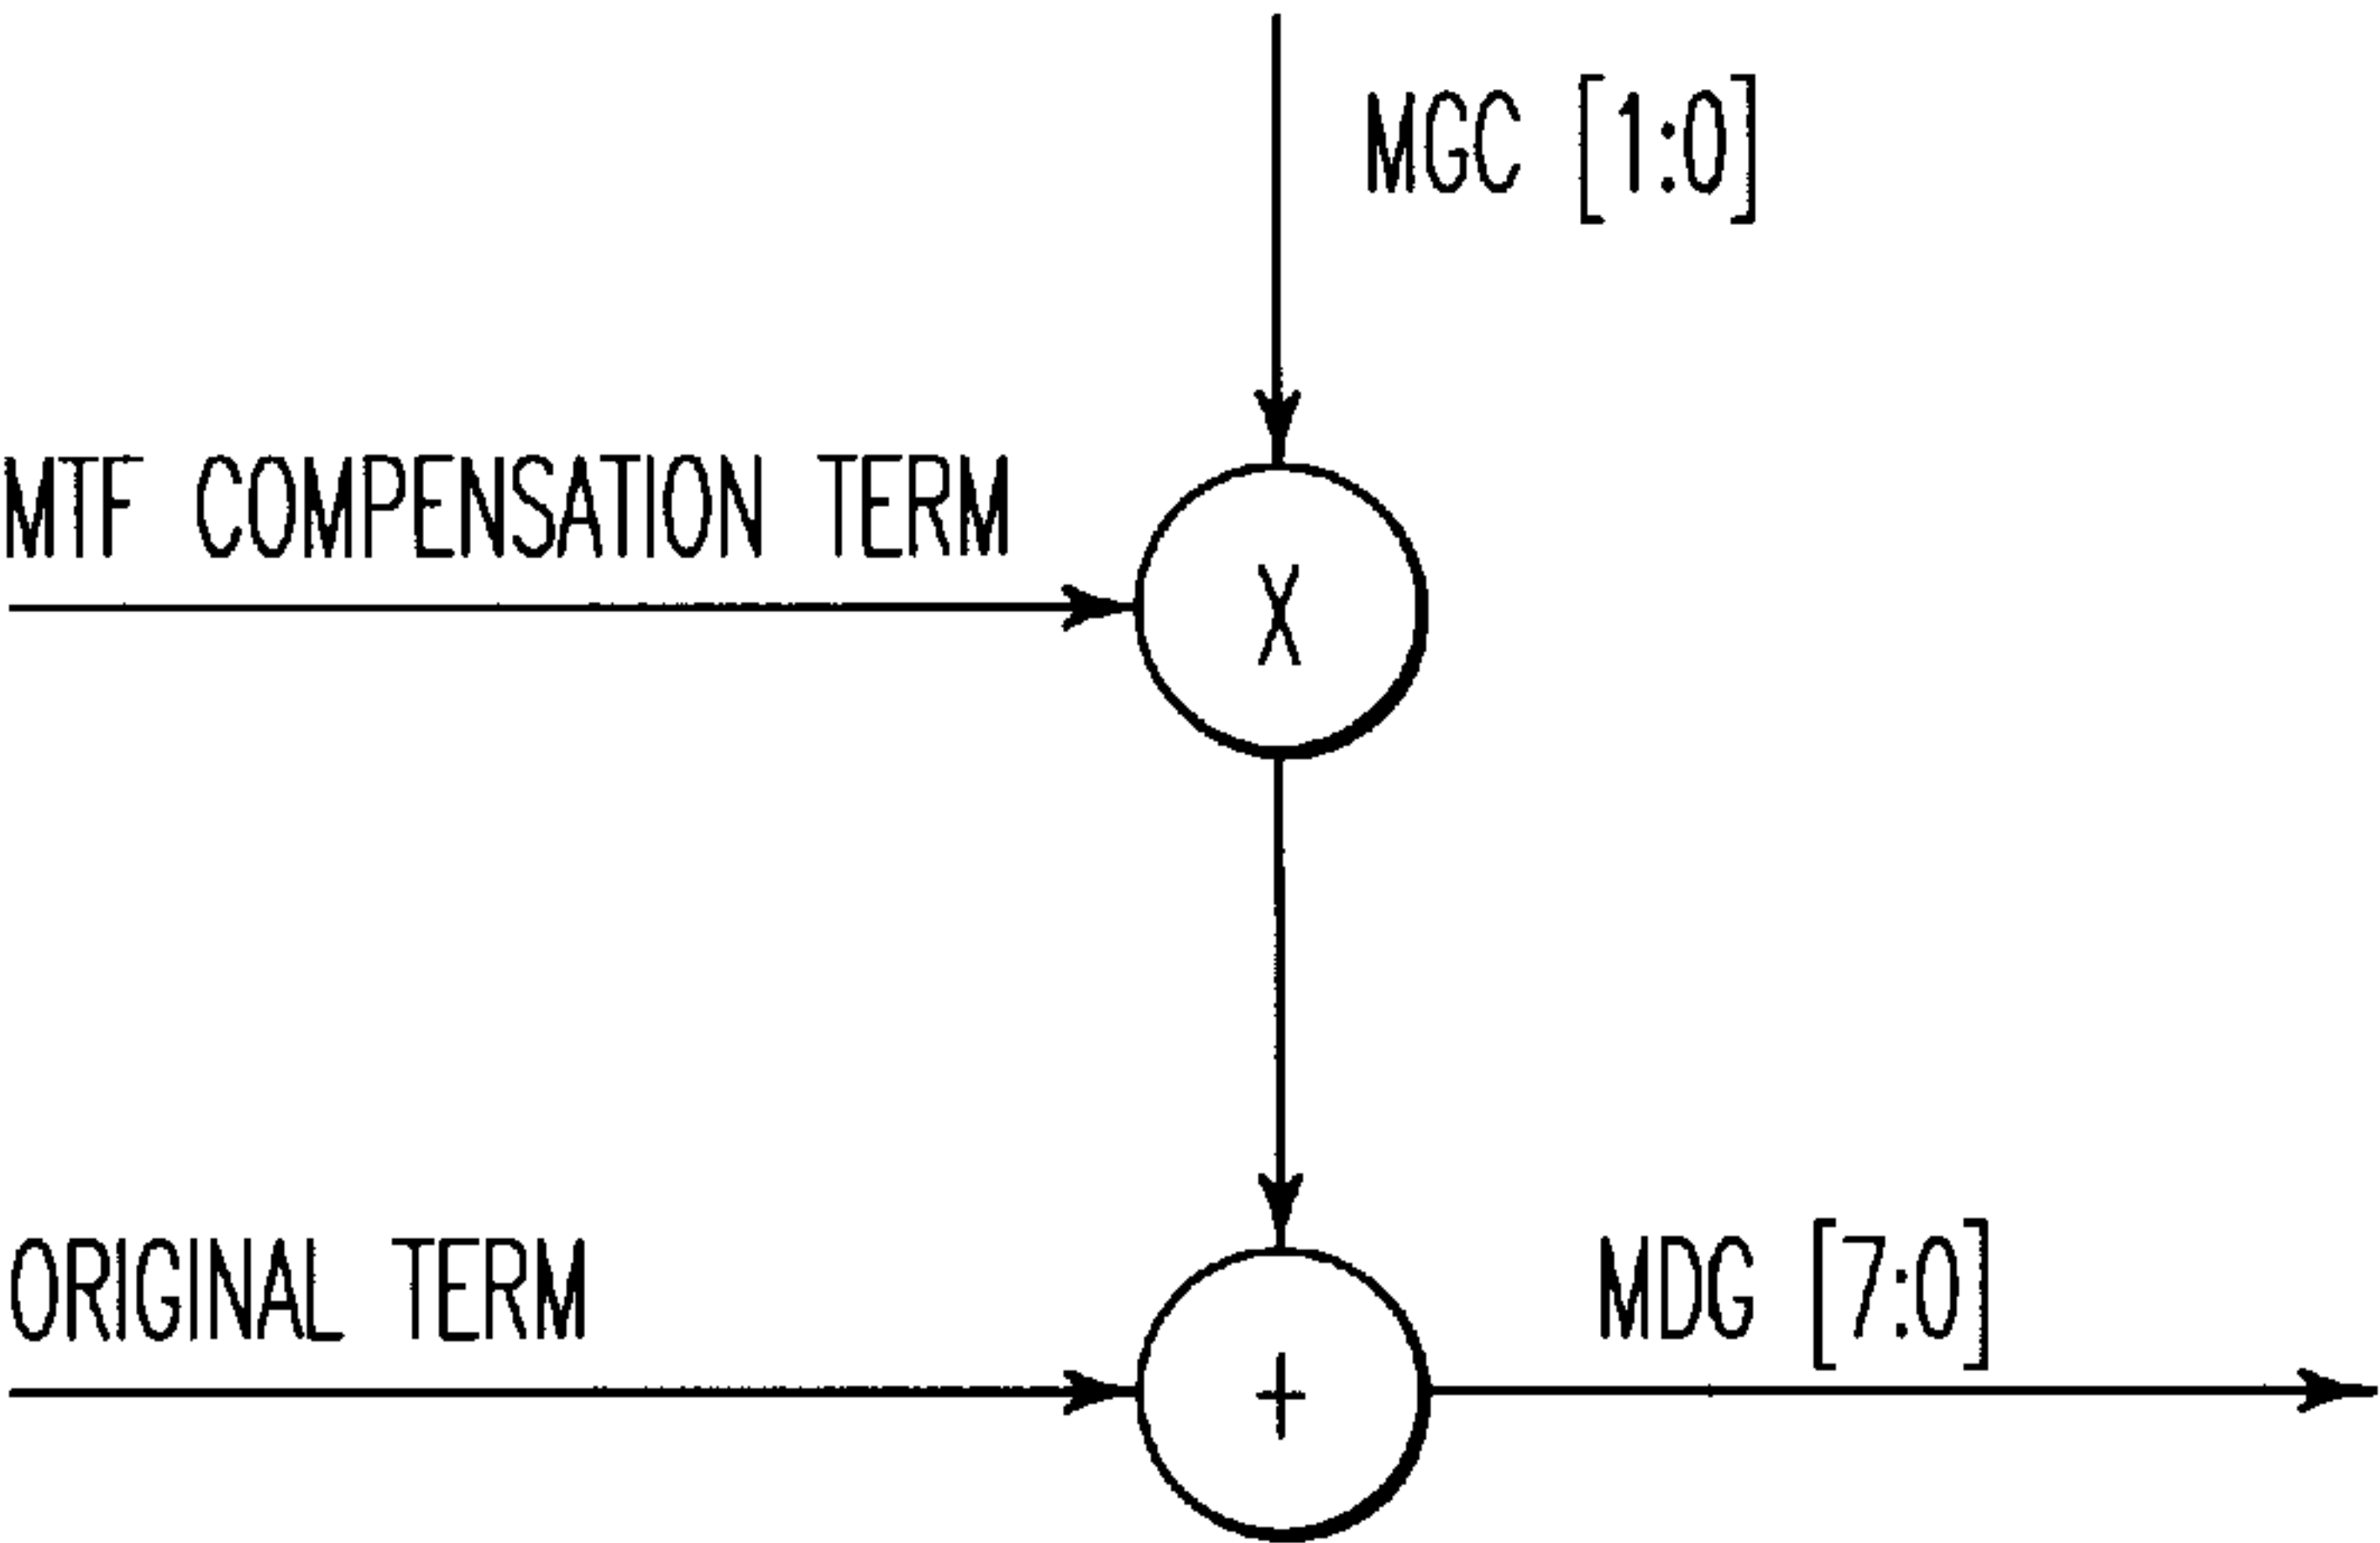 MGC [1:0]
MTF COMPENSATION TERM
X
ORIGINAL TERM
MDG [7:0]
+